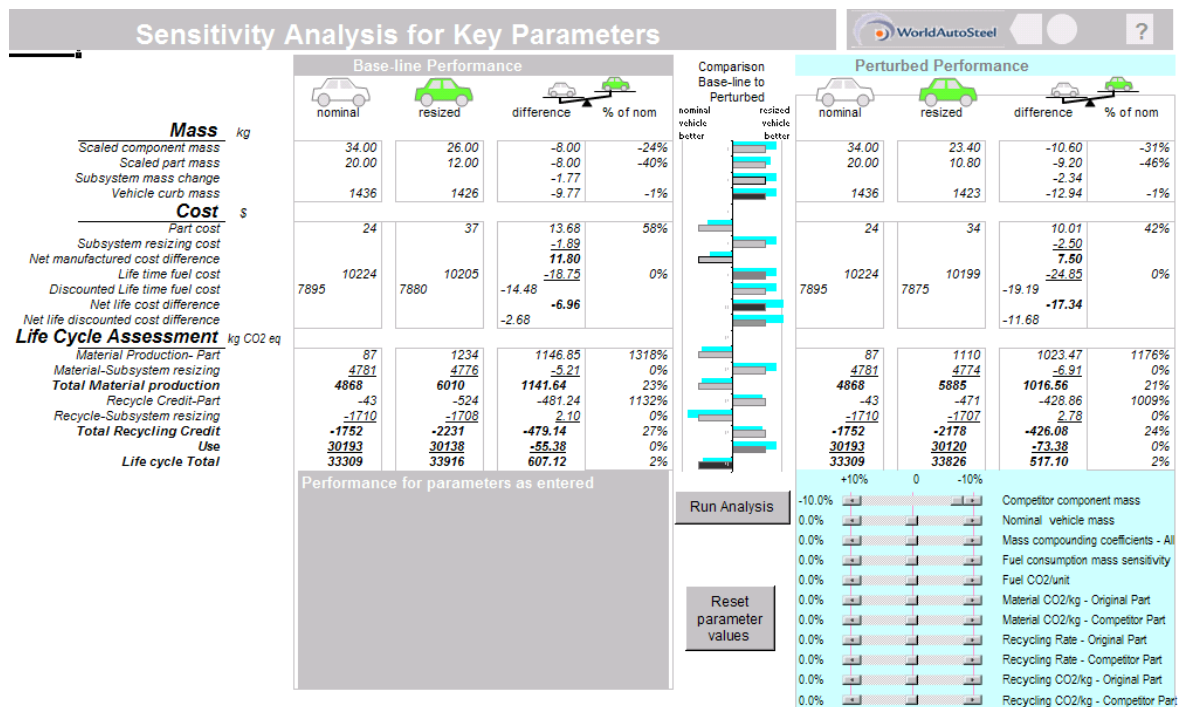 Sensitivity Analysis for Key Parameters
WorldAutoSteel
?
Base-line Performance
Comparison
Base-line to
Perturbed
Perturbed Performance
nominal resized difference % of nom
nominal resized
vehicle vehicle
better better
nominal resized difference % of nom
Mass kg
Scaled component mass 34.00 26.00 -8.00 -24% 34.00 23.40 -10.60 -31%
Scaled part mass 20.00 12.00 -8.00 -40% 20.00 10.80 -9.20 -46%
Subsystem mass change -1.77 -2.34
Vehicle curb mass 1436 1426 -9.77 -1% 1436 1423 -12.94 -1%
Cost $
Part cost 24 37 13.68 58% 24 34 10.01 42%
Subsystem resizing cost -1.89 -2.50
Net manufactured cost difference 11.80 7.50
Life time fuel cost 10224 10205 -18.75 0% 10224 10199 -24.85 0%
Discounted Life time fuel cost 7895 7880 -14.48 7895 7875 -19.19
Net life cost difference -6.96 -17.34
Net life discounted cost difference -2.68 -11.68
Life Cycle Assessment kg CO2 eq
Material Production- Part 87 1234 1146.85 1318% 87 1110 1023.47 1176%
Material-Subsystem resizing 4781 4776 -5.21 0% 4781 4774 -6.91 0%
Total Material production 4868 6010 1141.64 23% 4868 5885 1016.56 21%
Recycle Credit-Part -43 -524 -481.24 1132% -43 -471 -428.86 1009%
Recycle-Subsystem resizing -1710 -1708 2.10 0% -1710 -1707 2.78 0%
Total Recycling Credit -1752 -2231 -479.14 27% -1752 -2178 -426.08 24%
Use 30193 30138 -55.38 0% 30193 30120 -73.38 0%
Life cycle Total 33309 33916 607.12 2% 33309 33826 517.10 2%
Performance for parameters as entered
Run Analysis
Reset
parameter
values
+10% 0 -10%
-10.0% Competitor component mass
0.0% Nominal vehicle mass
0.0% Mass compounding coefficients - All
0.0% Fuel consumption mass sensitivity
0.0% Fuel CO2/unit
0.0% Material CO2/kg - Original Part
0.0% Material CO2/kg - Competitor Part
0.0% Recycling Rate - Original Part
0.0% Recycling Rate - Competitor Part
0.0% Recycling CO2/kg - Original Part
0.0% Recycling CO2/kg - Competitor Part